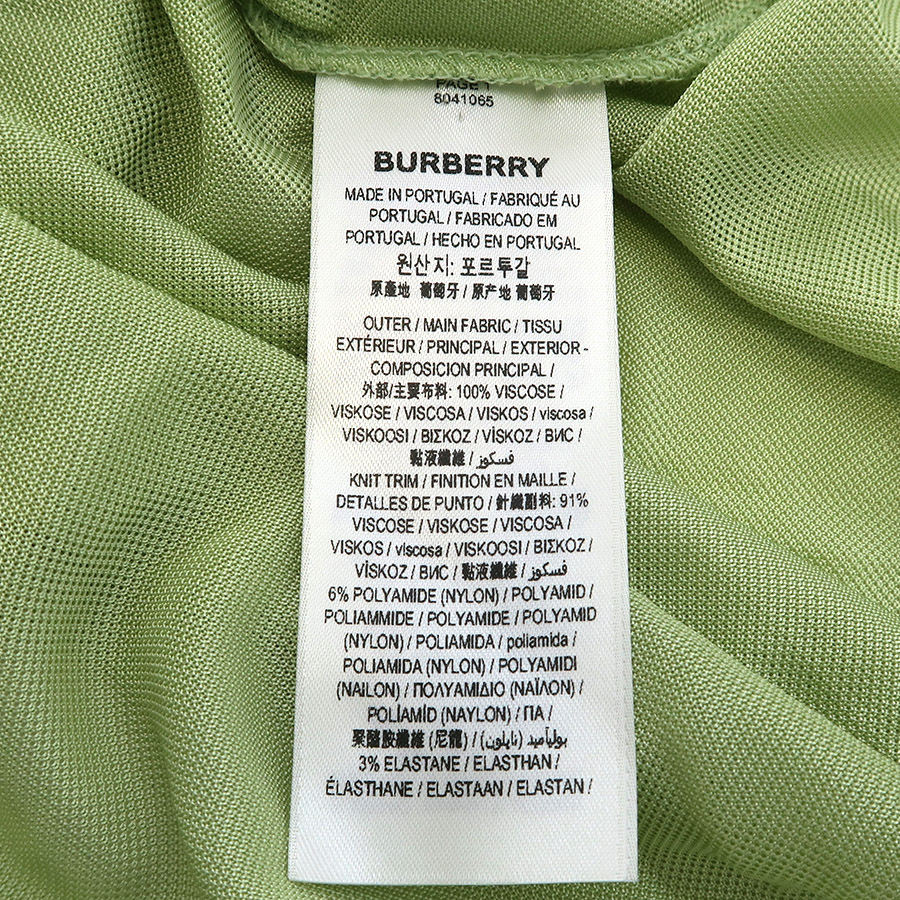 PAGE 1
8041065
BURBERRY
MADE IN PORTUGAL / FABRIQUÉ AU
PORTUGAL / FABRICADO EM
PORTUGAL / HECHO EN PORTUGAL
원산지: 포르투갈
原產地 葡萄牙 / 原产地 葡萄牙
OUTER / MAIN FABRIC / TISSU
EXTÉRIEUR / PRINCIPAL / EXTERIOR -
COMPOSICION PRINCIPAL /
外部/主要布料: 100% VISCOSE /
VISKOSE / VISCOSA / VISKOS / viscosa /
VISKOOSI / ΒΙΣΚΟΖ / VİSKOZ / ВИС /
黏液纖維 / فسكوز
KNIT TRIM / FINITION EN MAILLE /
DETALLES DE PUNTO / 針織副料: 91%
VISCOSE / VISKOSE / VISCOSA /
VISKOS / viscosa / VISKOOSI / ΒΙΣΚΟΖ /
VİSKOZ / ВИС / 黏液纖維 / فسكوز
6% POLYAMIDE (NYLON) / POLYAMID /
POLIAMMIDE / POLYAMIDE / POLYAMID
(NYLON) / POLIAMIDA / poliamida /
POLIAMIDA (NYLON) / POLYAMIDI
(NAILON) / ΠΟΛΥΑΜΙΔΙΟ (ΝΑΪΛΟΝ) /
POLİAMİD (NAYLON) / ПА /
聚醯胺纖維 (尼龍) / بولياميد (نايلون) /
3% ELASTANE / ELASTHAN /
ÉLASTHANE / ELASTAAN / ELASTAN /